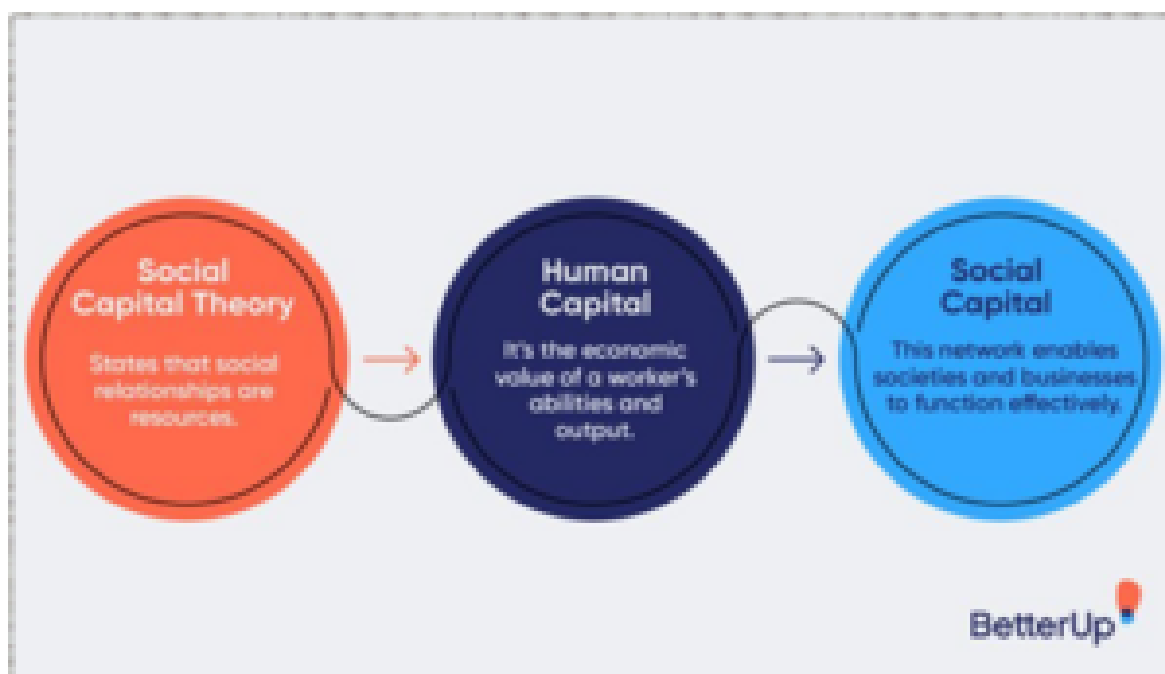 Social
Capital Theory
States that social
relationships are
resources.
Human
Capital
It's the economic
value of a worker's
abilities and
output.
Social
Capital
This network enables
societies and businesses
to function effectively.
BetterUp